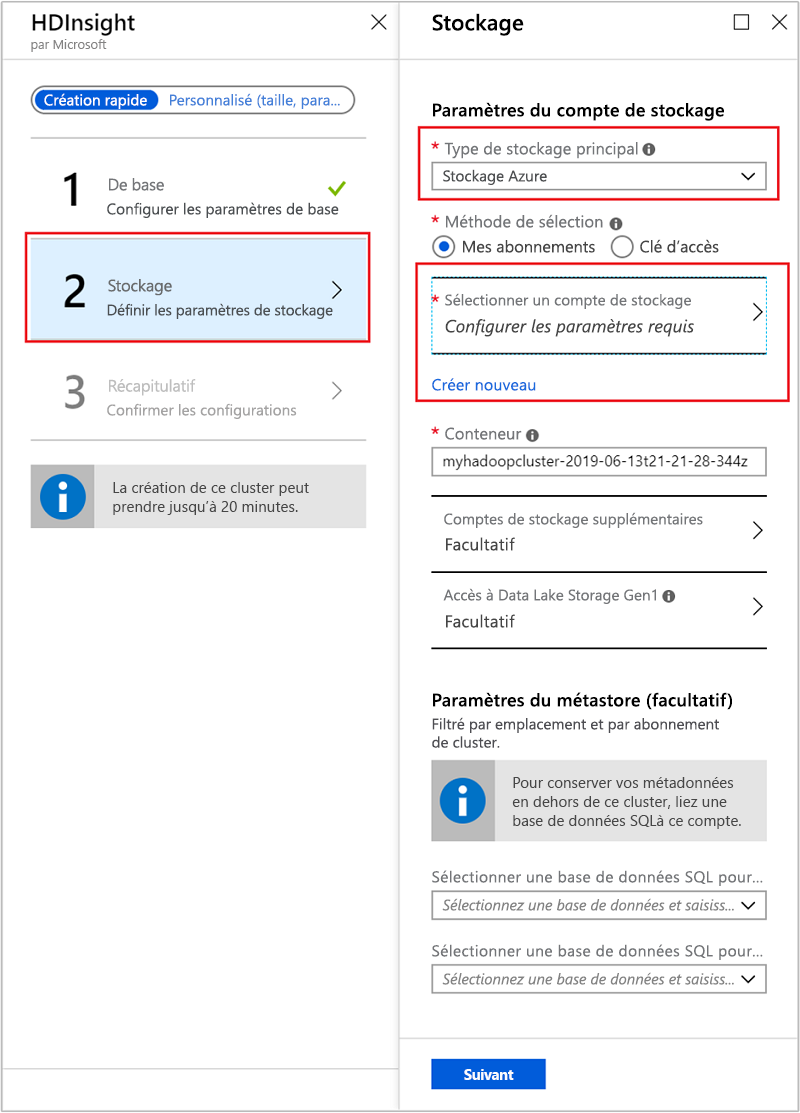 HDInsight
par Microsoft
Création rapide
Personnalisé (taille, para...
1
De base
Configurer les paramètres de base
2
Stockage
Définir les paramètres de stockage
3
Récapitulatif
Confirmer les configurations
La création de ce cluster peut
prendre jusqu’à 20 minutes.
Stockage
Paramètres du compte de stockage
* Type de stockage principal
Stockage Azure
* Méthode de sélection
Mes abonnements
Clé d’accès
* Sélectionner un compte de stockage
Configurer les paramètres requis
Créer nouveau
* Conteneur
myhadoopcluster-2019-06-13t21-21-28-344z
Comptes de stockage supplémentaires
Facultatif
Accès à Data Lake Storage Gen1
Facultatif
Paramètres du métastore (facultatif)
Filtré par emplacement et par abonnement
de cluster.
Pour conserver vos métadonnées
en dehors de ce cluster, liez une
base de données SQLà ce compte.
Sélectionner une base de données SQL pour...
Sélectionnez une base de données et saisiss...
Sélectionner une base de données SQL pour...
Sélectionnez une base de données et saisiss...
Suivant